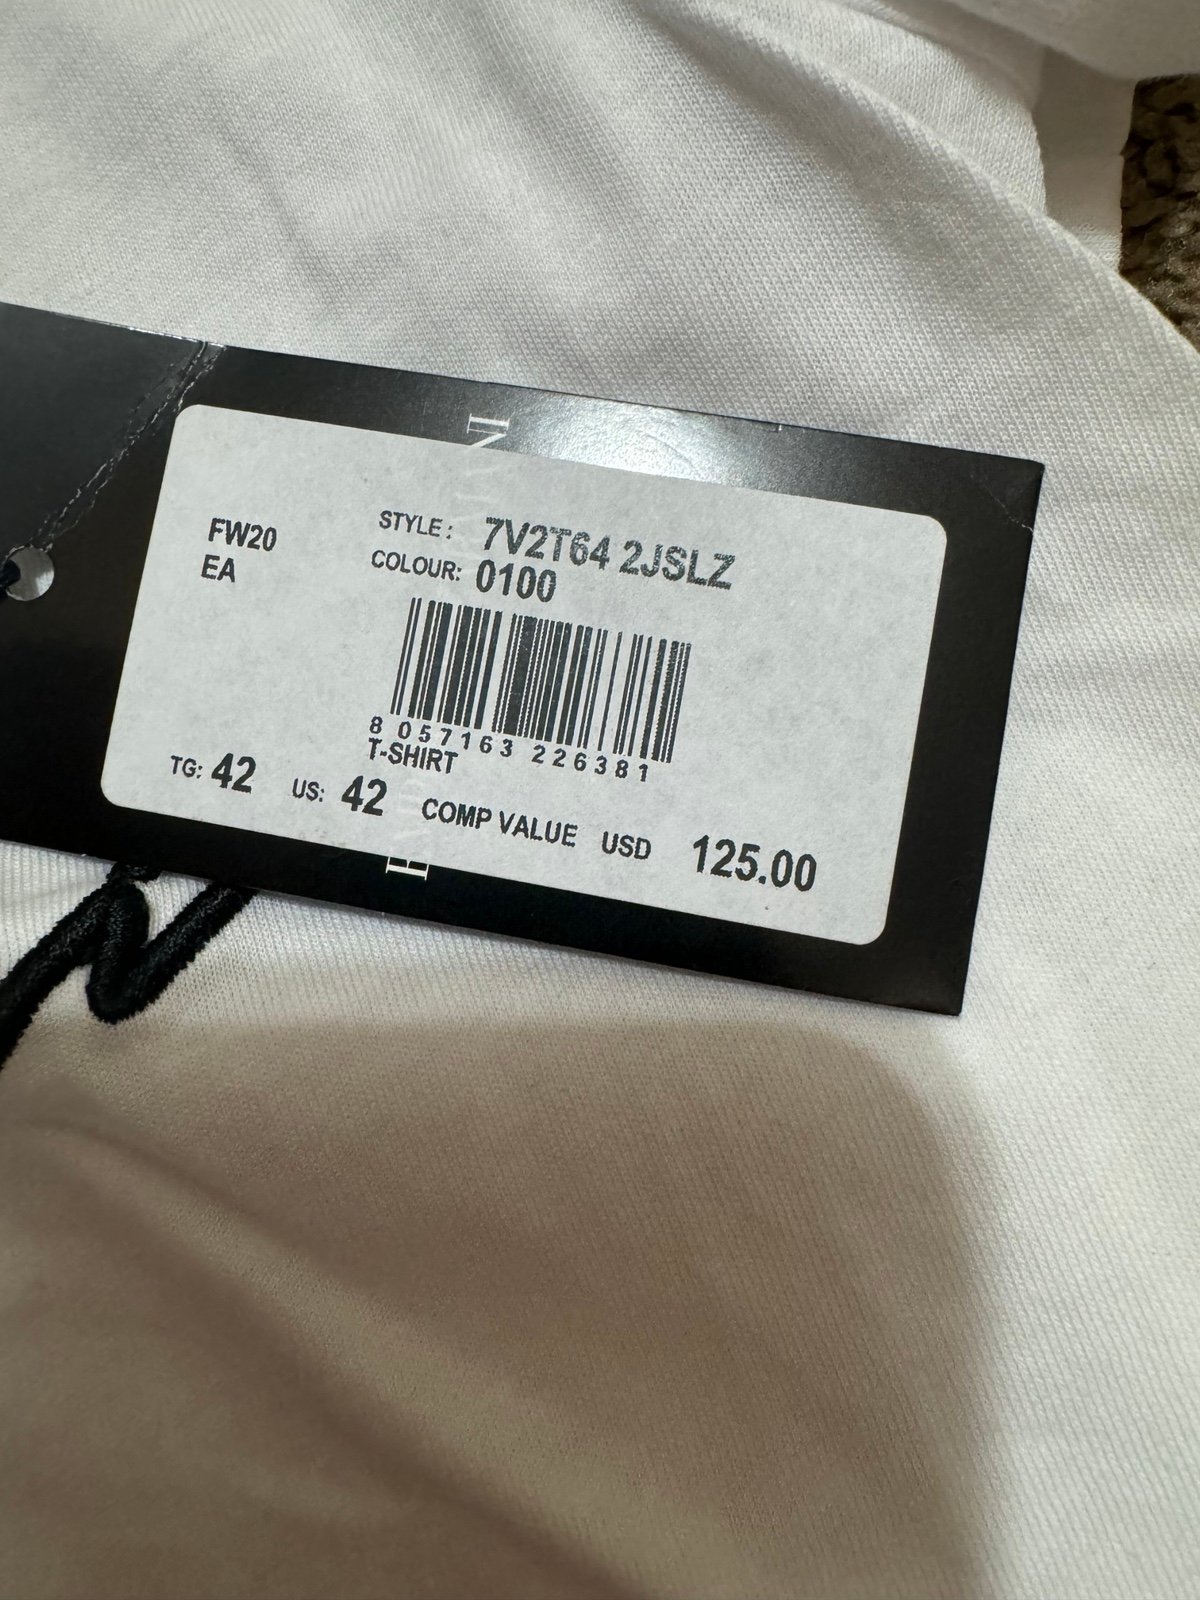 FW20
EA
STYLE: 7V2T64 2JSLZ
COLOUR: 0100
8 057163 226381
T-SHIRT
TG: 42 US: 42 COMP VALUE USD 125.00